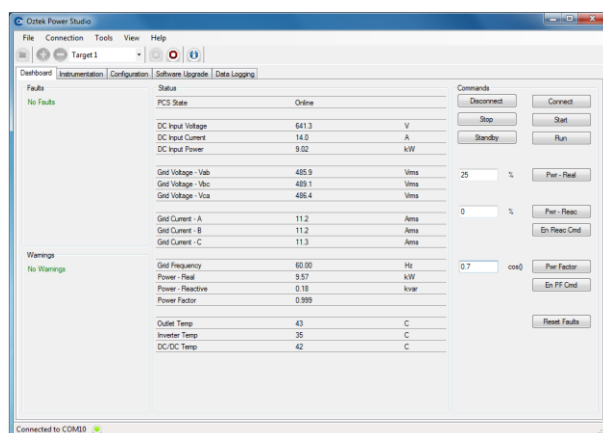 Oztek Power Studio
File Connection Tools View Help
Target 1
Dashboard Instrumentation Configuration Software Upgrade Data Logging
Faults
No Faults
Warnings
No Warnings
Status
PCS State Online
DC Input Voltage 641.3 V
DC Input Current 14.0 A
DC Input Power 9.02 kW
Grid Voltage - Vab 485.9 Vrms
Grid Voltage - Vbc 489.1 Vrms
Grid Voltage - Vca 486.4 Vrms
Grid Current - A 11.2 Arms
Grid Current - B 11.2 Arms
Grid Current - C 11.3 Arms
Grid Frequency 60.00 Hz
Power - Real 9.57 kW
Power - Reactive 0.18 kvar
Power Factor 0.999
Outlet Temp 43 C
Inverter Temp 35 C
DC/DC Temp 42 C
Commands
Disconnect Connect
Stop Start
Standby Run
25 % Pwr - Real
0 % Pwr - Reac
En Reac Cmd
0.7 cos() Pwr Factor
En PF Cmd
Reset Faults
Connected to COM10